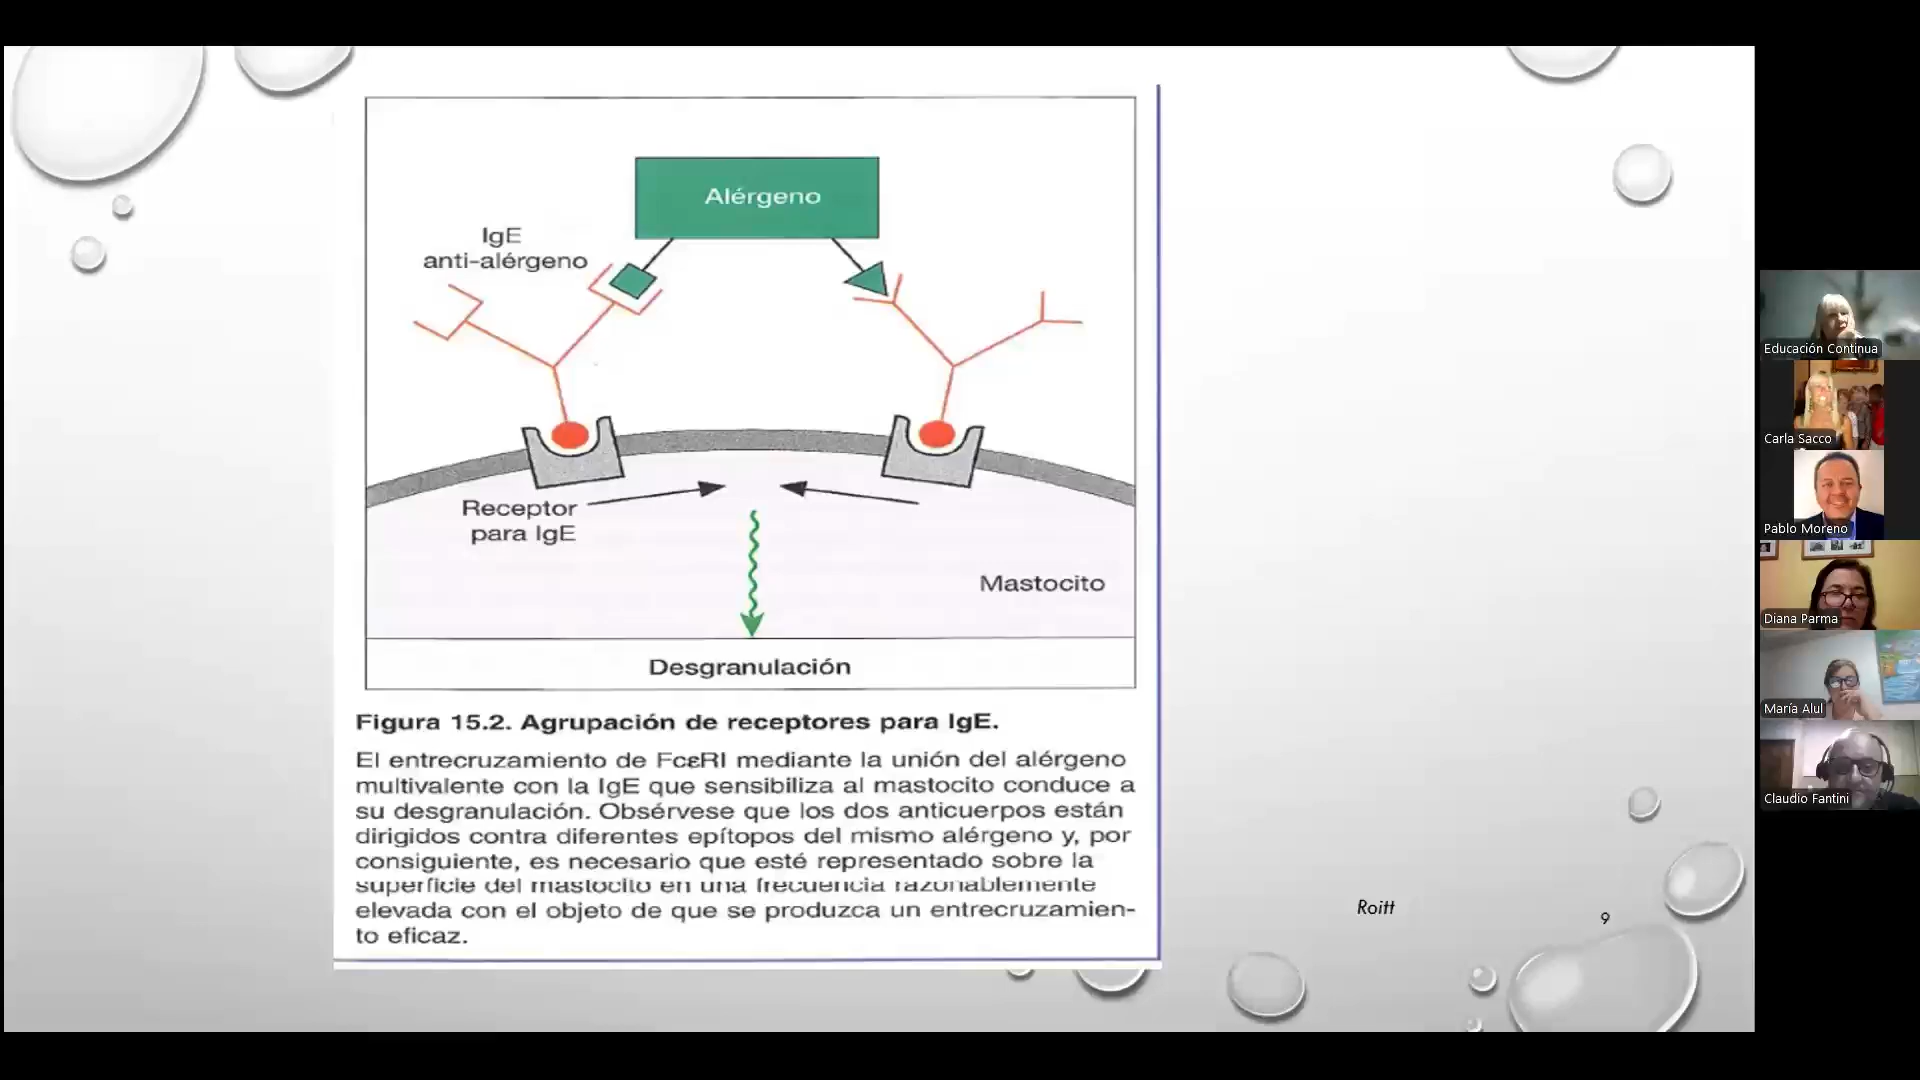 Alérgeno
IgE
anti-alérgeno
Receptor
para IgE
Mastocito
Desgranulación
Figura 15.2. Agrupación de receptores para IgE.
El entrecruzamiento de FcεRI mediante la unión del alérgeno
multivalente con la IgE que sensibiliza al mastocito conduce a
su desgranulación. Obsérvese que los dos anticuerpos están
dirigidos contra diferentes epítopos del mismo alérgeno y, por
consiguiente, es necesario que esté representado sobre la
superficie del mastocito en una frecuencia razonablemente
elevada con el objeto de que se produzca un entrecruzamien-
to eficaz.
Roitt
9
Educación Continua
Carla Sacco
Pablo Moreno
Diana Parma
María Alul
Claudio Fantini